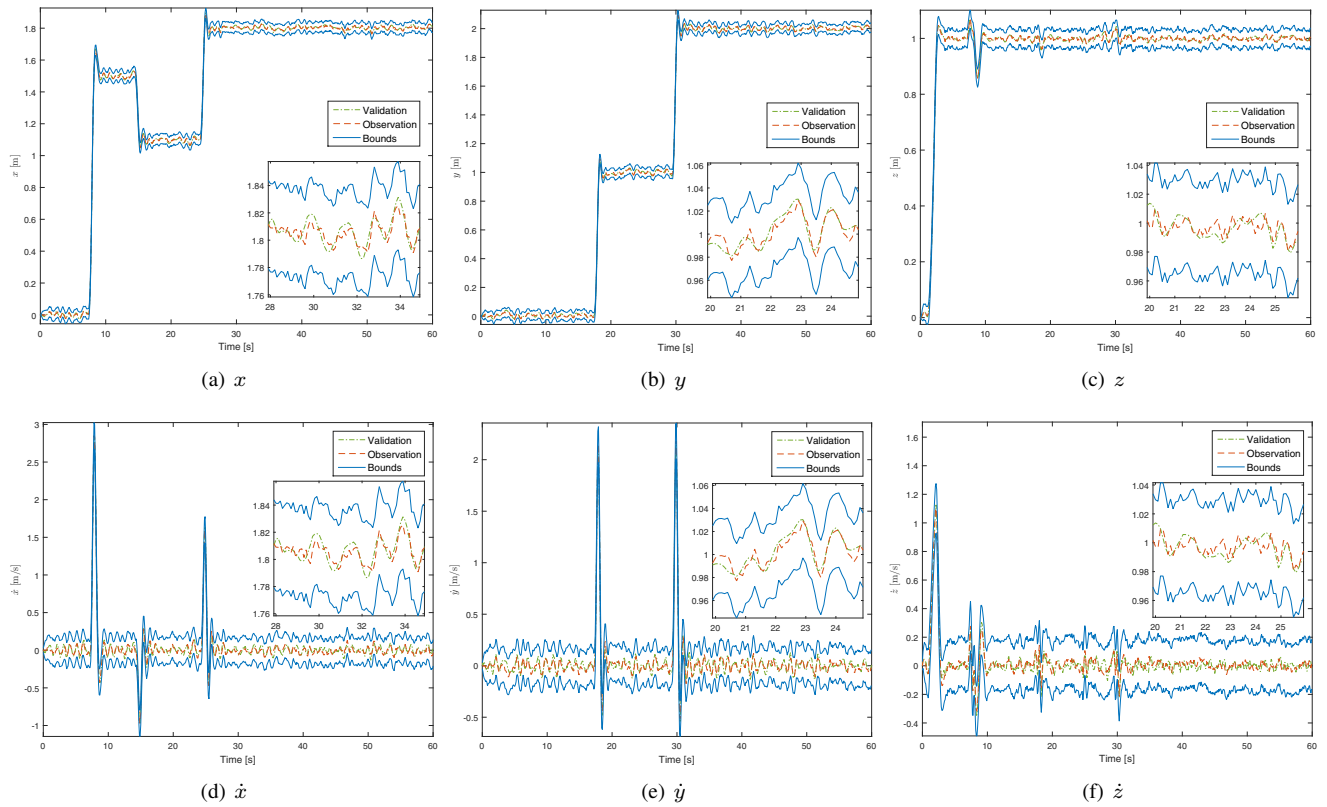 1.8
1.6
1.4
1.2
1
0.8
0.6
0.4
0.2
0
x [m]
Validation
Observation
Bounds
1.84
1.82
1.8
1.78
1.76
28 30 32 34
0 10 20 30 40 50 60
Time [s]
(a) x
2
1.5
1
0.5
0
y [m]
Validation
Observation
Bounds
1.06
1.04
1.02
1
0.98
0.96
20 21 22 23 24
0 10 20 30 40 50 60
Time [s]
(b) y
1
0.8
0.6
0.4
0.2
0
z [m]
Validation
Observation
Bounds
1.04
1.02
1
0.98
0.96
20 21 22 23 24 25
0 10 20 30 40 50 60
Time [s]
(c) z
3
2.5
2
1.5
1
0.5
0
-0.5
-1
ẋ [m/s]
Validation
Observation
Bounds
1.84
1.82
1.8
1.78
1.76
28 30 32 34
0 10 20 30 40 50 60
Time [s]
(d) ẋ
2
1.5
1
0.5
0
-0.5
ẏ [m/s]
Validation
Observation
Bounds
1.06
1.04
1.02
1
0.98
0.96
20 21 22 23 24
0 10 20 30 40 50 60
Time [s]
(e) ẏ
1.6
1.4
1.2
1
0.8
0.6
0.4
0.2
0
-0.2
-0.4
ż [m/s]
Validation
Observation
Bounds
1.04
1.02
1
0.98
0.96
20 21 22 23 24 25
0 10 20 30 40 50 60
Time [s]
(f) ż